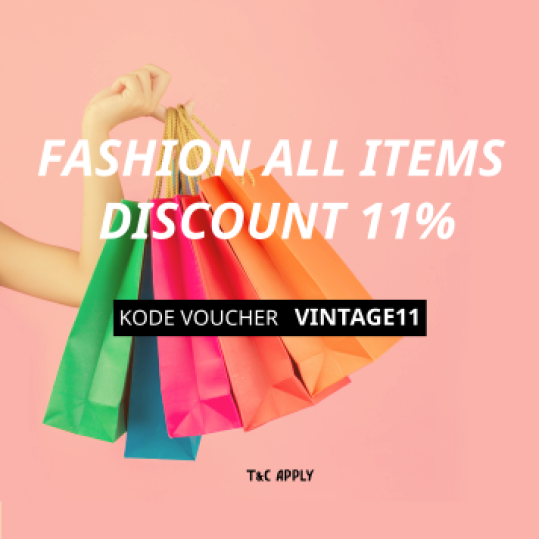 FASHION ALL ITEMS
DISCOUNT 11%
KODE VOUCHER VINTAGE11
T&C APPLY